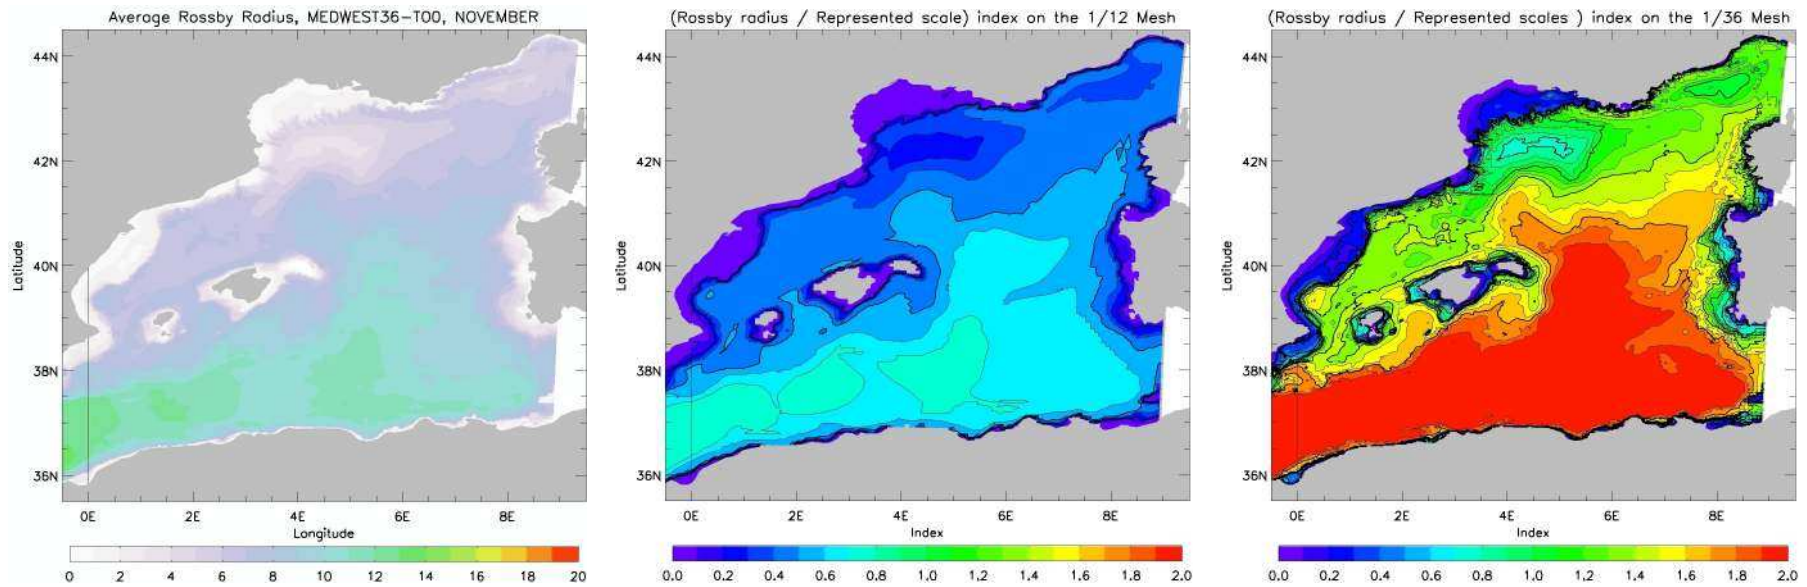 Average Rossby Radius, MEDWEST36-T00, NOVEMBER
44N
42N
40N
38N
36N
Latitude
0E 2E 4E 6E 8E
Longitude
0 2 4 6 8 10 12 14 16 18 20
(Rossby radius / Represented scale) index on the 1/12 Mesh
44N
42N
40N
38N
36N
Latitude
0E 2E 4E 6E 8E
Index
0.0 0.2 0.4 0.6 0.8 1.0 1.2 1.4 1.6 1.8 2.0
(Rossby radius / Represented scales ) index on the 1/36 Mesh
44N
42N
40N
38N
36N
Latitude
0E 2E 4E 6E 8E
Index
0.0 0.2 0.4 0.6 0.8 1.0 1.2 1.4 1.6 1.8 2.0